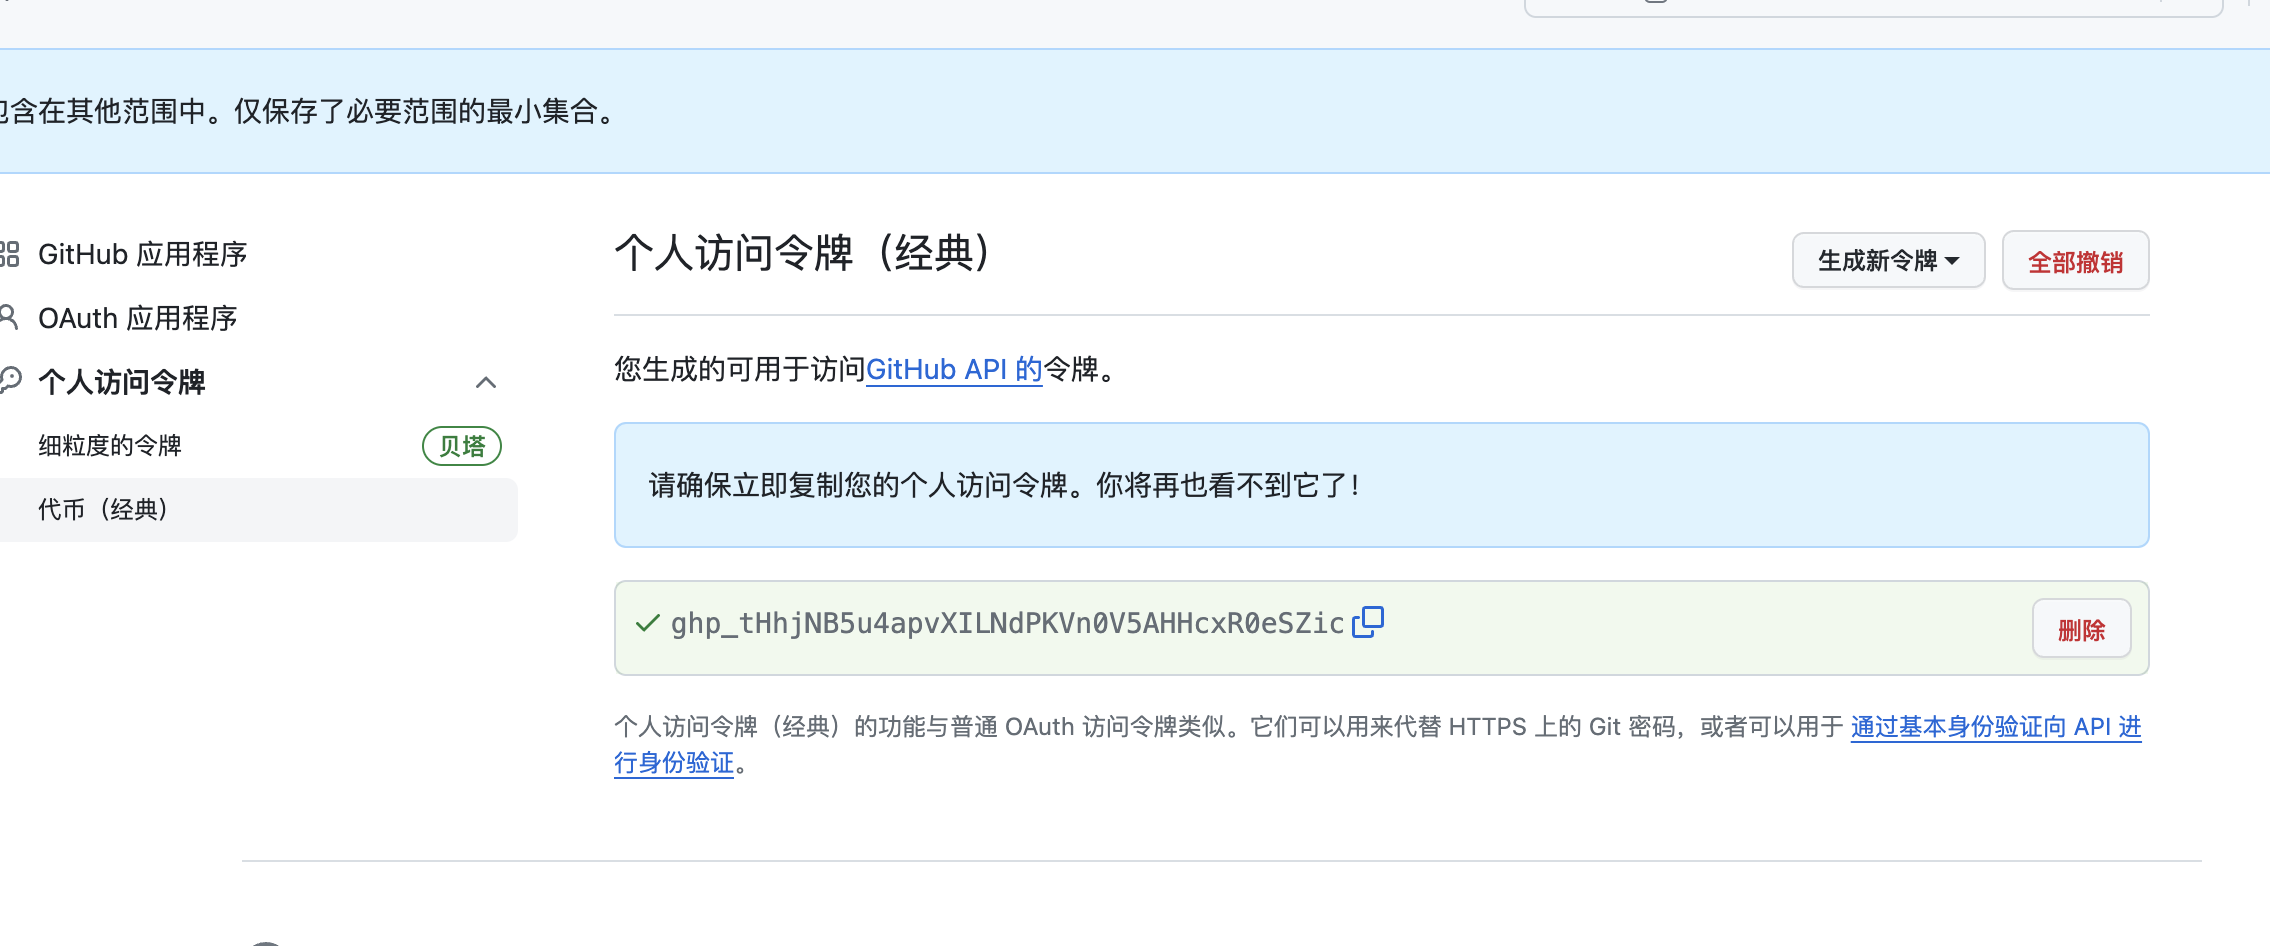 含在其他范围中。仅保存了必要范围的最小集合。
GitHub 应用程序
OAuth 应用程序
个人访问令牌
细粒度的令牌
贝塔
代币（经典）
个人访问令牌（经典）
生成新令牌
全部撤销
您生成的可用于访问GitHub API 的令牌。
请确保立即复制您的个人访问令牌。你将再也看不到它了！
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
删除
个人访问令牌（经典）的功能与普通 OAuth 访问令牌类似。它们可以用来代替 HTTPS 上的 Git 密码，或者可以用于 通过基本身份验证向 API 进
行身份验证。